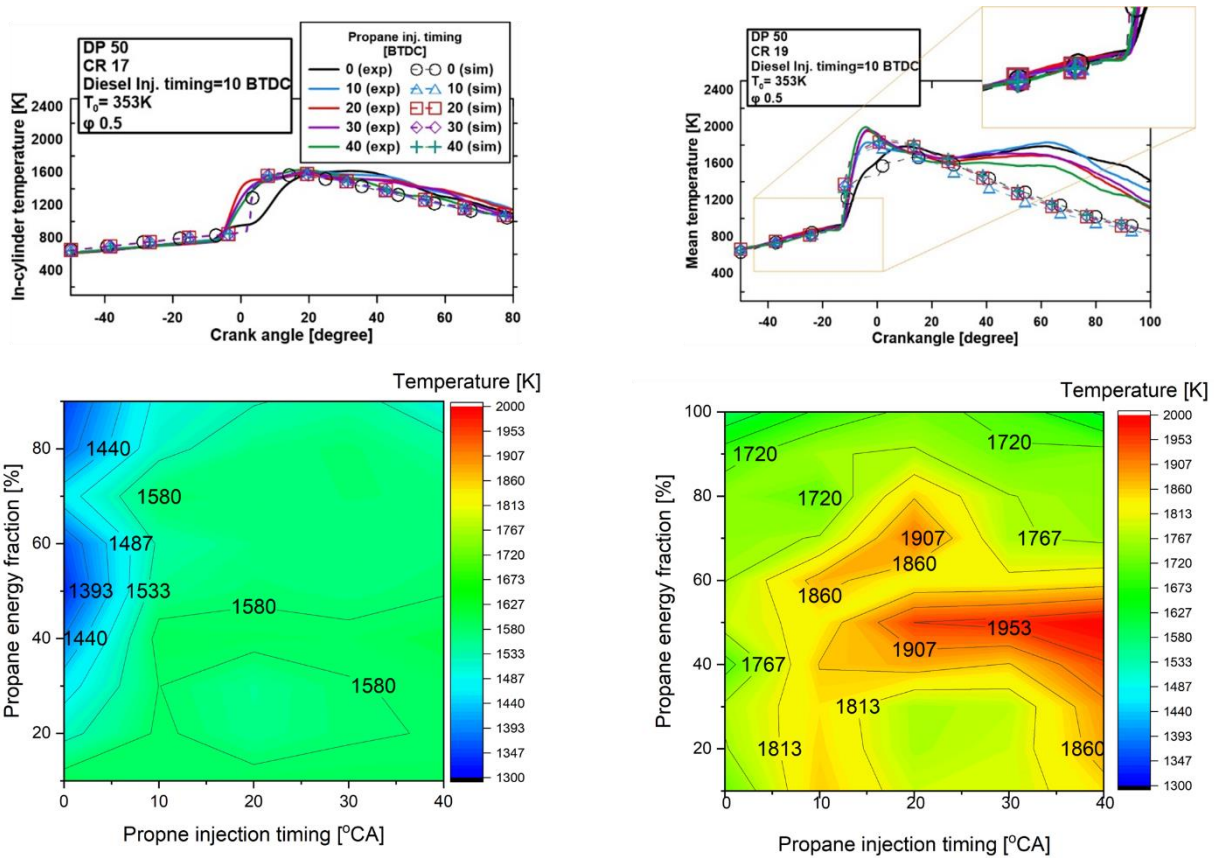 DP 50
CR 17
Diesel Inj. timing=10 BTDC
T₀= 353K
φ 0.5
Propane inj. timing
[BTDC]
0 (exp) 0 (sim)
10 (exp) 10 (sim)
20 (exp) 20 (sim)
30 (exp) 30 (sim)
40 (exp) 40 (sim)
In-cylinder temperature [K]
2400
2000
1600
1200
800
400
-40 -20 0 20 40 60 80
Crank angle [degree]
DP 50
CR 19
Diesel Inj. timing=10 BTDC
T₀= 353K
φ 0.5
Mean temperature [K]
2400
2000
1600
1200
800
400
-40 -20 0 20 40 60 80 100
Crankangle [degree]
Temperature [K]
2000
1953
1907
1860
1813
1767
1720
1673
1627
1580
1533
1487
1440
1393
1347
1300
Propane energy fraction [%]
80
60
40
20
1440
1580
1487
1393
1533
1580
1440
1580
0 10 20 30 40
Propne injection timing [ºCA]
Temperature [K]
2000
1953
1907
1860
1813
1767
1720
1673
1627
1580
1533
1487
1440
1393
1347
1300
Propane energy fraction [%]
100
80
60
40
20
1720
1720
1720
1767
1907
1860
1860
1953
1907
1767
1813
1813
1860
0 10 20 30 40
Propane injection timing [ºCA]